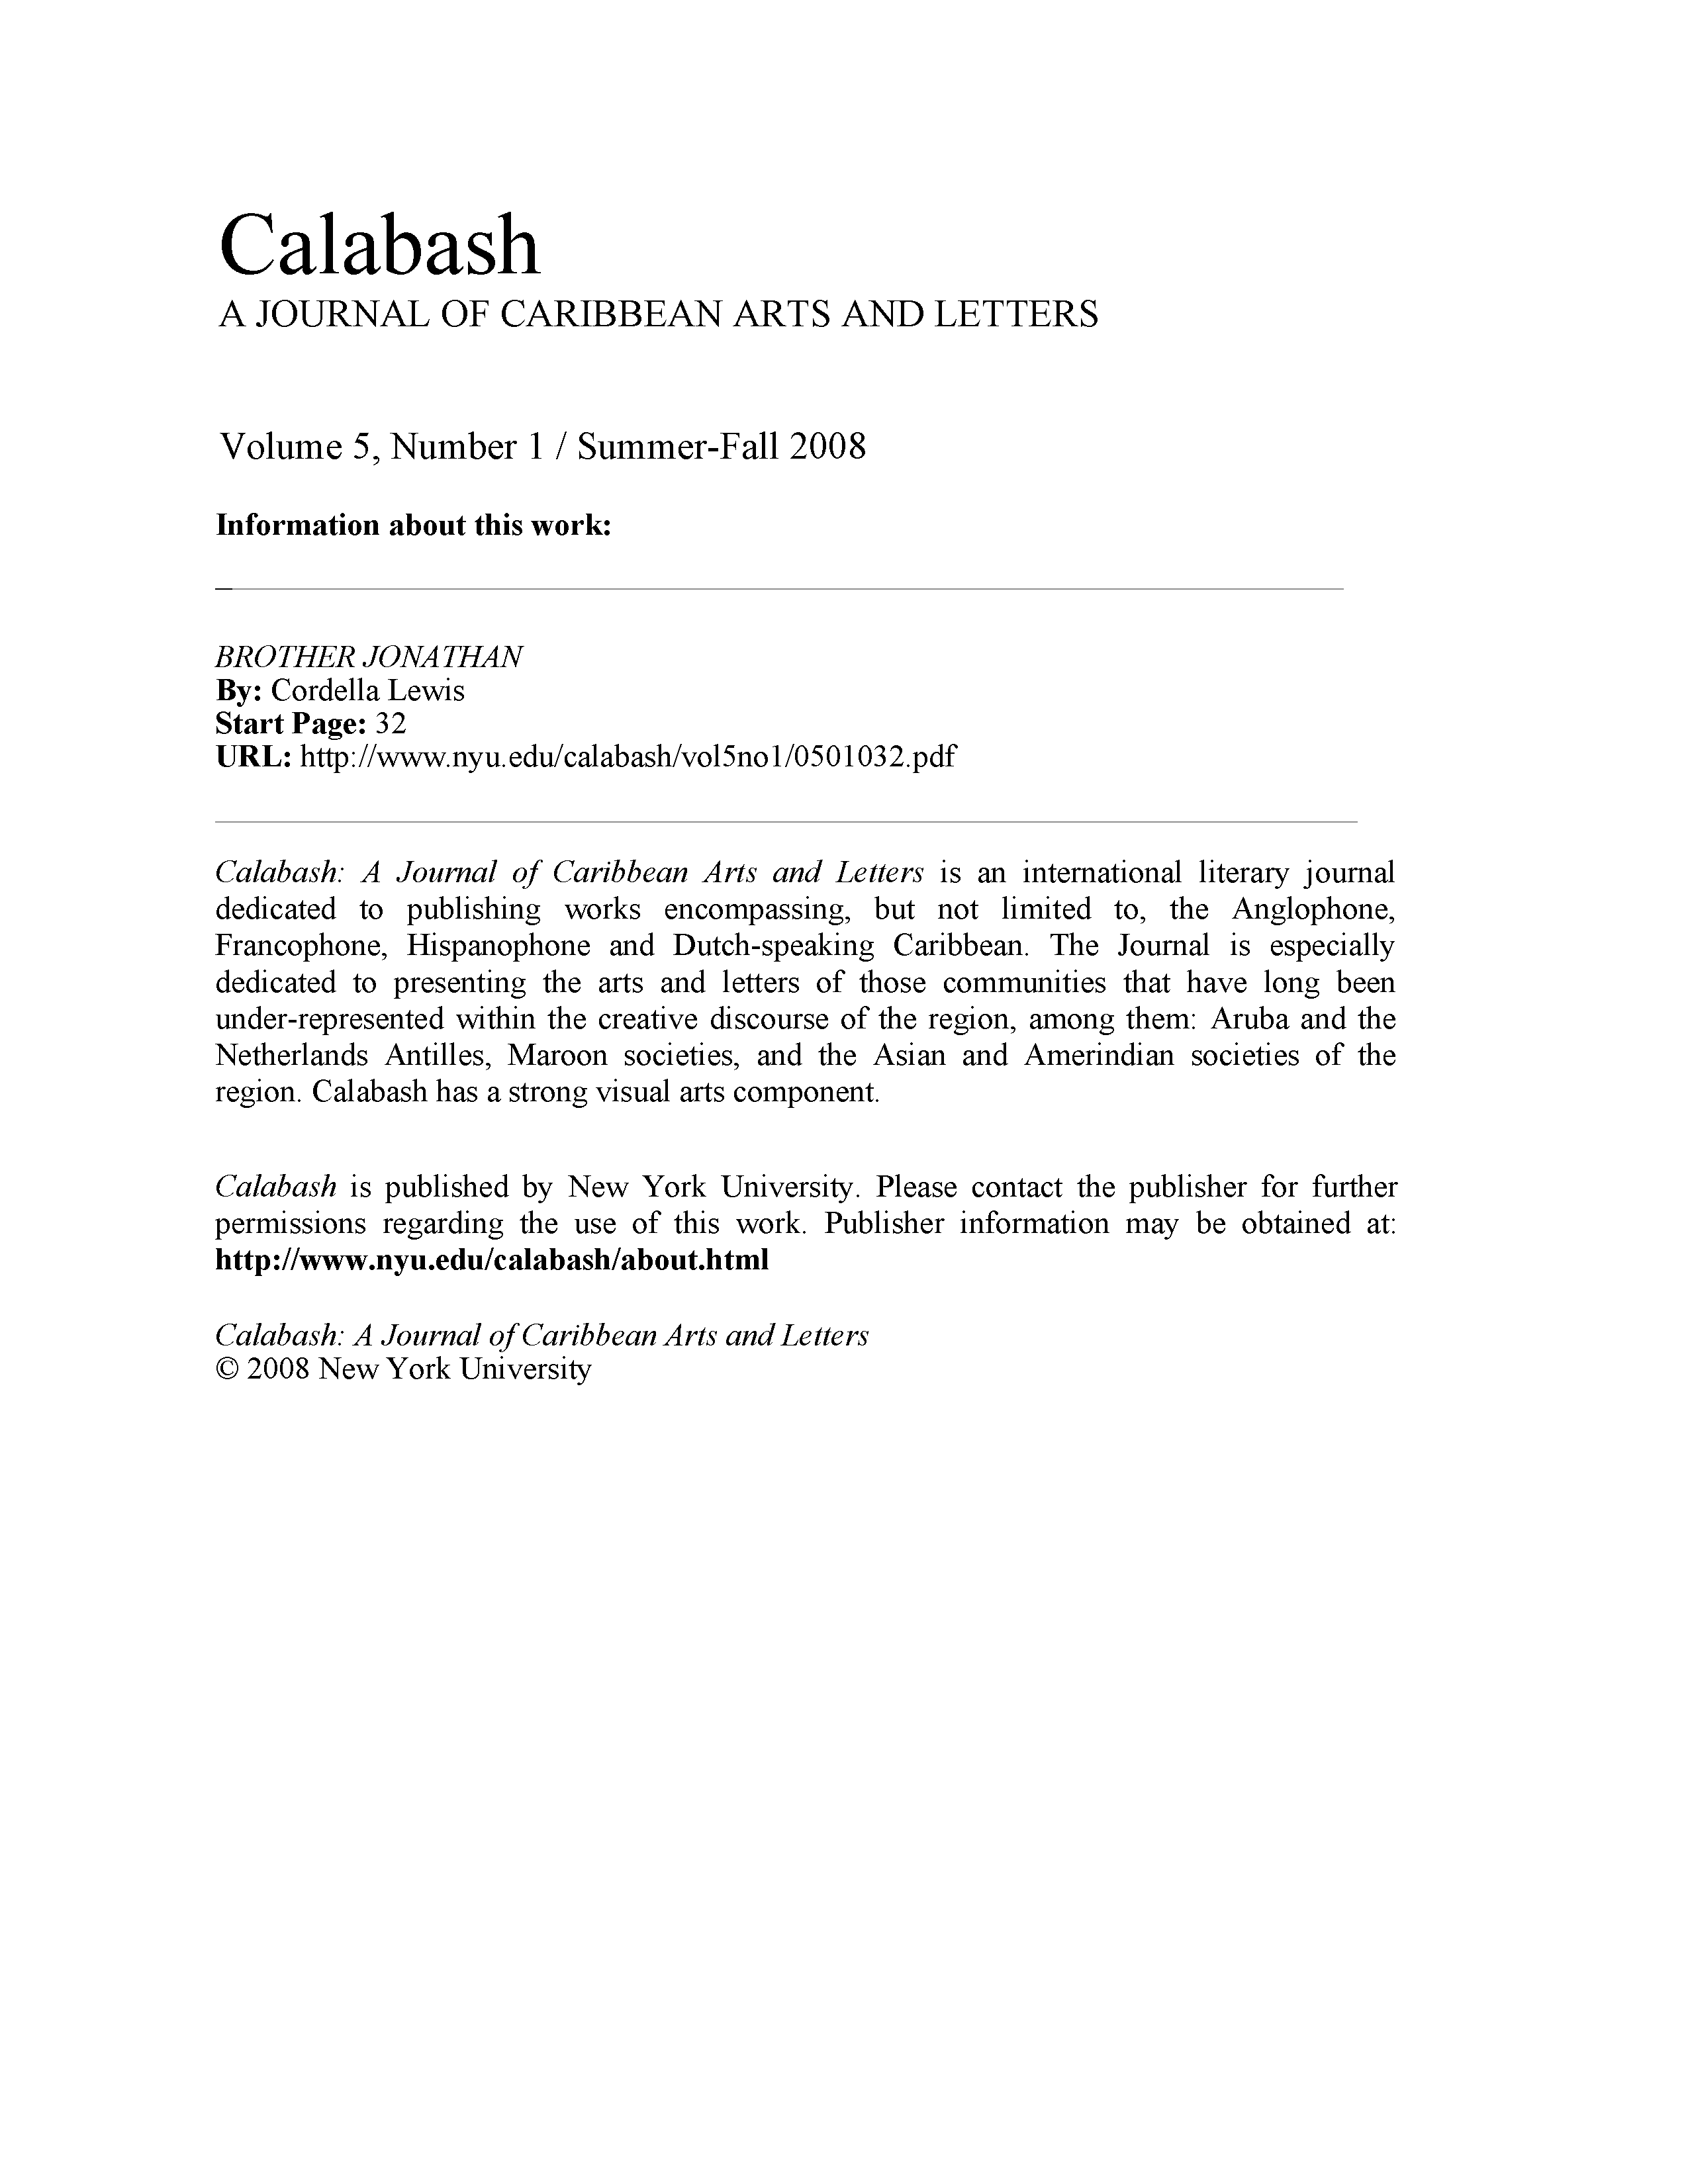 Calabash
A JOURNAL OF CARIBBEAN ARTS AND LETTERS
Volume 5, Number 1 / Summer-Fall 2008
Information about this work:
BROTHER JONATHAN
By: Cordella Lewis
Start Page: 32
URL: http://www.nyu.edu/calabash/vol5no1/0501032.pdf
Calabash: A Journal of Caribbean Arts and Letters is an international literary journal
dedicated to publishing works encompassing, but not limited to, the Anglophone,
Francophone, Hispanophone and Dutch-speaking Caribbean. The Journal is especially
dedicated to presenting the arts and letters of those communities that have long been
under-represented within the creative discourse of the region, among them: Aruba and the
Netherlands Antilles, Maroon societies, and the Asian and Amerindian societies of the
region. Calabash has a strong visual arts component.
Calabash is published by New York University. Please contact the publisher for further
permissions regarding the use of this work. Publisher information may be obtained at:
http://www.nyu.edu/calabash/about.html
Calabash: A Journal of Caribbean Arts and Letters
© 2008 New York University